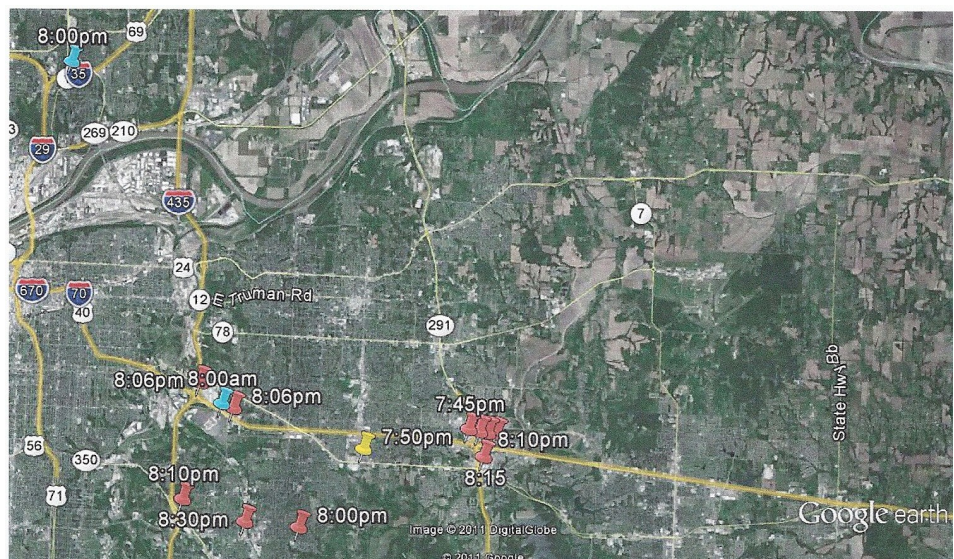 8:00pm
69
35
3
269
210
29
435
7
24
670
70
12
E Truman Rd
40
78
291
State Hwy Bb
8:06pm
8:00am
8:06pm
7:45pm
7:50pm
8:10pm
56
350
8:15
8:10pm
71
8:30pm
8:00pm
Google earth
Image © 2011 DigitalGlobe
© 2011 Google